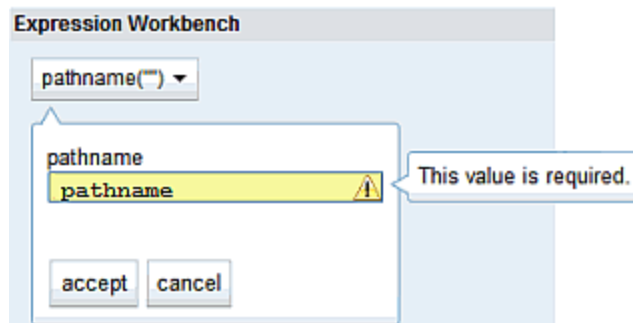 Expression Workbench
pathname("")
pathname
pathname
This value is required.
accept cancel